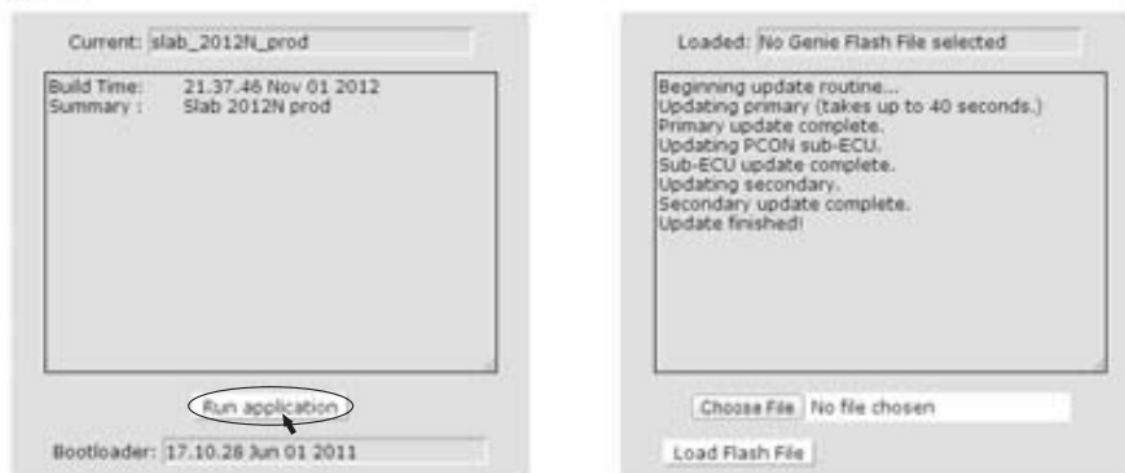 Current: slab_2012N_prod
Build Time: 21.37.46 Nov 01 2012
Summary : Slab 2012N prod
Run application
Bootloader: 17.10.28 Jun 01 2011
Loaded: No Genie Flash File selected
Beginning update routine...
Updating primary (takes up to 40 seconds.)
Primary update complete.
Updating PCON sub-ECU.
Sub-ECU update complete.
Updating secondary.
Secondary update complete.
Update finished!
Choose File No file chosen
Load Flash File